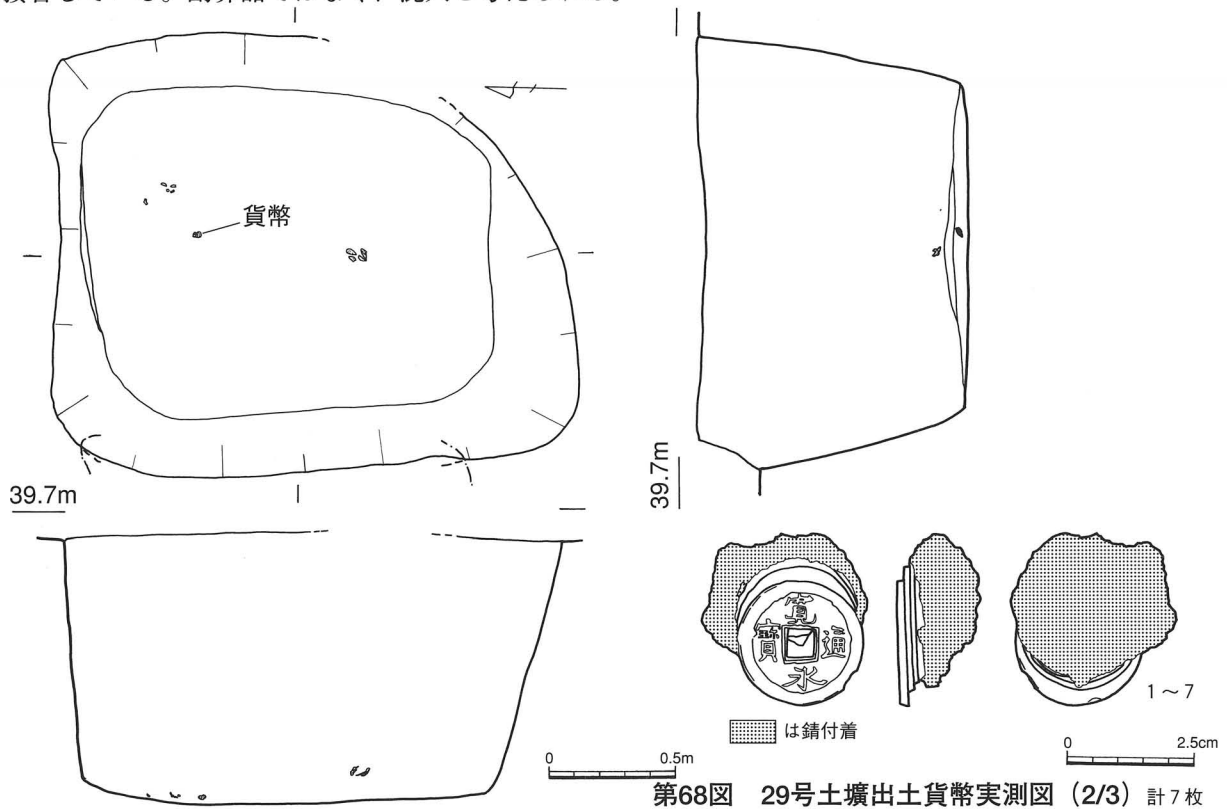 貨幣
39.7m
39.7m
寛
通
寳
永
1～7
は錆付着
0 0.5m
0 2.5cm
第68図 29号土壙出土貨幣実測図（2/3） 計7枚